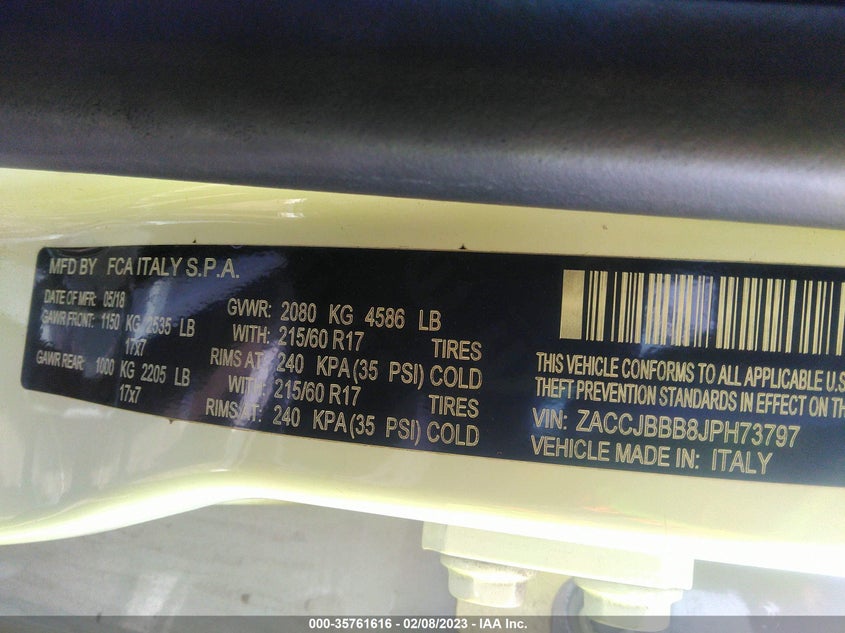 MFD BY FCA ITALY S.P.A.
DATE OF MFR: 05/18
GAWR FRONT: 1150 KG 2535 LB
17x7
GAWR REAR: 1000 KG 2205 LB
17x7
GVWR: 2080 KG 4586 LB
WITH: 215/60 R17 TIRES
RIMS AT: 240 KPA (35 PSI) COLD
WITH: 215/60 R17 TIRES
RIMS AT: 240 KPA (35 PSI) COLD
THIS VEHICLE CONFORMS TO ALL APPLICABLE U.S
THEFT PREVENTION STANDARDS IN EFFECT ON TH
VIN: ZACCJBBB8JPH73797
VEHICLE MADE IN: ITALY
000-35761616 - 02/08/2023 - © IAA Inc.